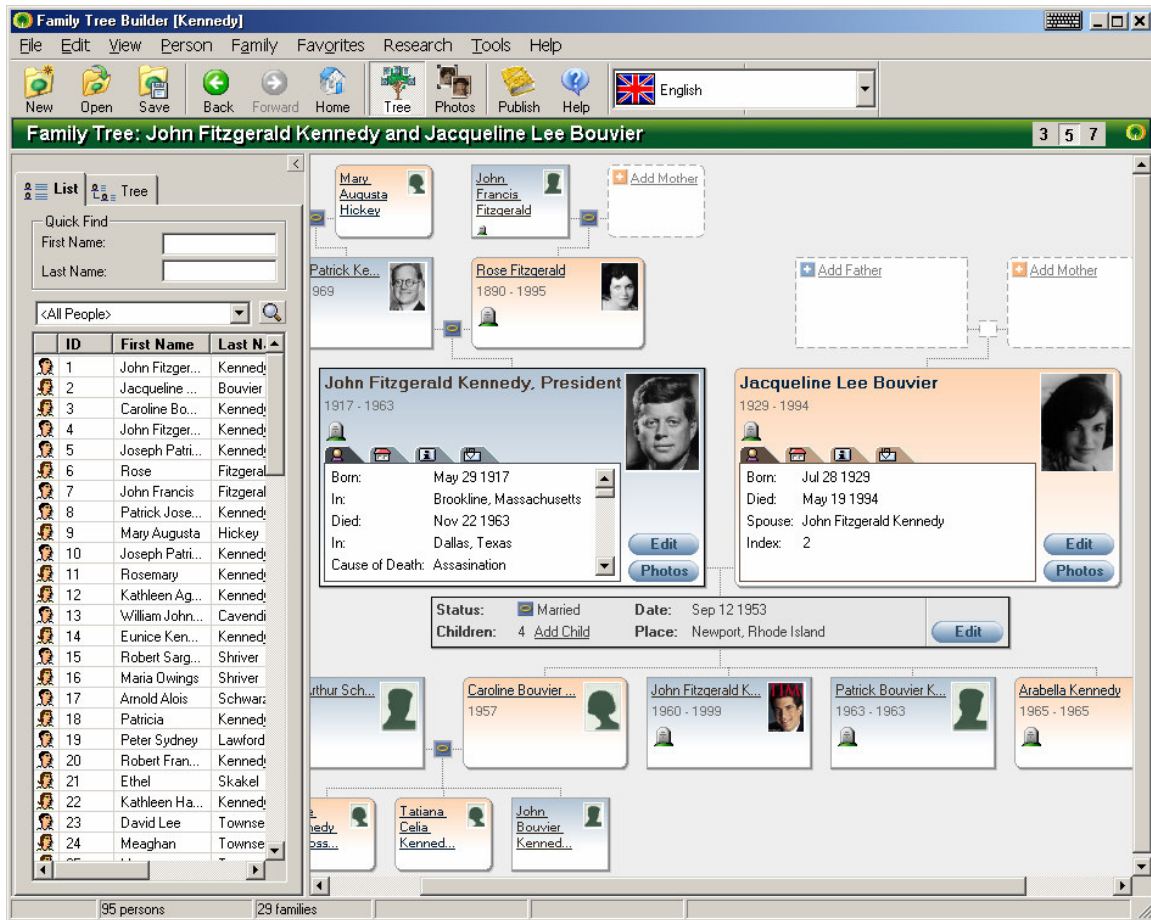 Family Tree Builder [Kennedy]
File Edit View Person Family Favorites Research Tools Help
New Open Save Back Forward Home Tree Photos Publish Help English
Family Tree: John Fitzgerald Kennedy and Jacqueline Lee Bouvier 3 5 7
List Tree
Quick Find
First Name:
Last Name:
<All People>
ID First Name Last N
1 John Fitzger... Kenned
2 Jacqueline ... Bouvier
3 Caroline Bo... Kenned
4 John Fitzger... Kenned
5 Joseph Patri... Kenned
6 Rose Fitzgeral
7 John Francis Fitzgeral
8 Patrick Jose... Kenned
9 Mary Augusta Hickey
10 Joseph Patri... Kenned
11 Rosemary Kenned
12 Kathleen Ag... Kenned
13 William John... Cavendi
14 Eunice Ken... Kenned
15 Robert Sarg... Shriver
16 Maria Owings Shriver
17 Arnold Alois Schwarz
18 Patricia Kenned
19 Peter Sydney Lawford
20 Robert Fran... Kenned
21 Ethel Skakel
22 Kathleen Ha... Kenned
23 David Lee Townse
24 Meaghan Townse
Mary
Augusta
Hickey
John
Francis
Fitzgerald
Add Mother
Patrick Ke...
969
Rose Fitzgerald
1890 - 1995
Add Father
Add Mother
John Fitzgerald Kennedy, President
1917 - 1963
Born: May 29 1917
In: Brookline, Massachusetts
Died: Nov 22 1963
In: Dallas, Texas
Cause of Death: Assasination
Edit
Photos
Jacqueline Lee Bouvier
1929 - 1994
Born: Jul 28 1929
Died: May 19 1994
Spouse: John Fitzgerald Kennedy
Index: 2
Edit
Photos
Status: Married Date: Sep 12 1953
Children: 4 Add Child Place: Newport, Rhode Island
Edit
rthur Sch...
Caroline Bouvier ...
1957
John Fitzgerald K...
1960 - 1999
TIME
Patrick Bouvier K...
1963 - 1963
Arabella Kennedy
1965 - 1965
nedy
oss...
Tatiana
Celia
Kenned...
John
Bouvier
Kenned...
95 persons 29 families